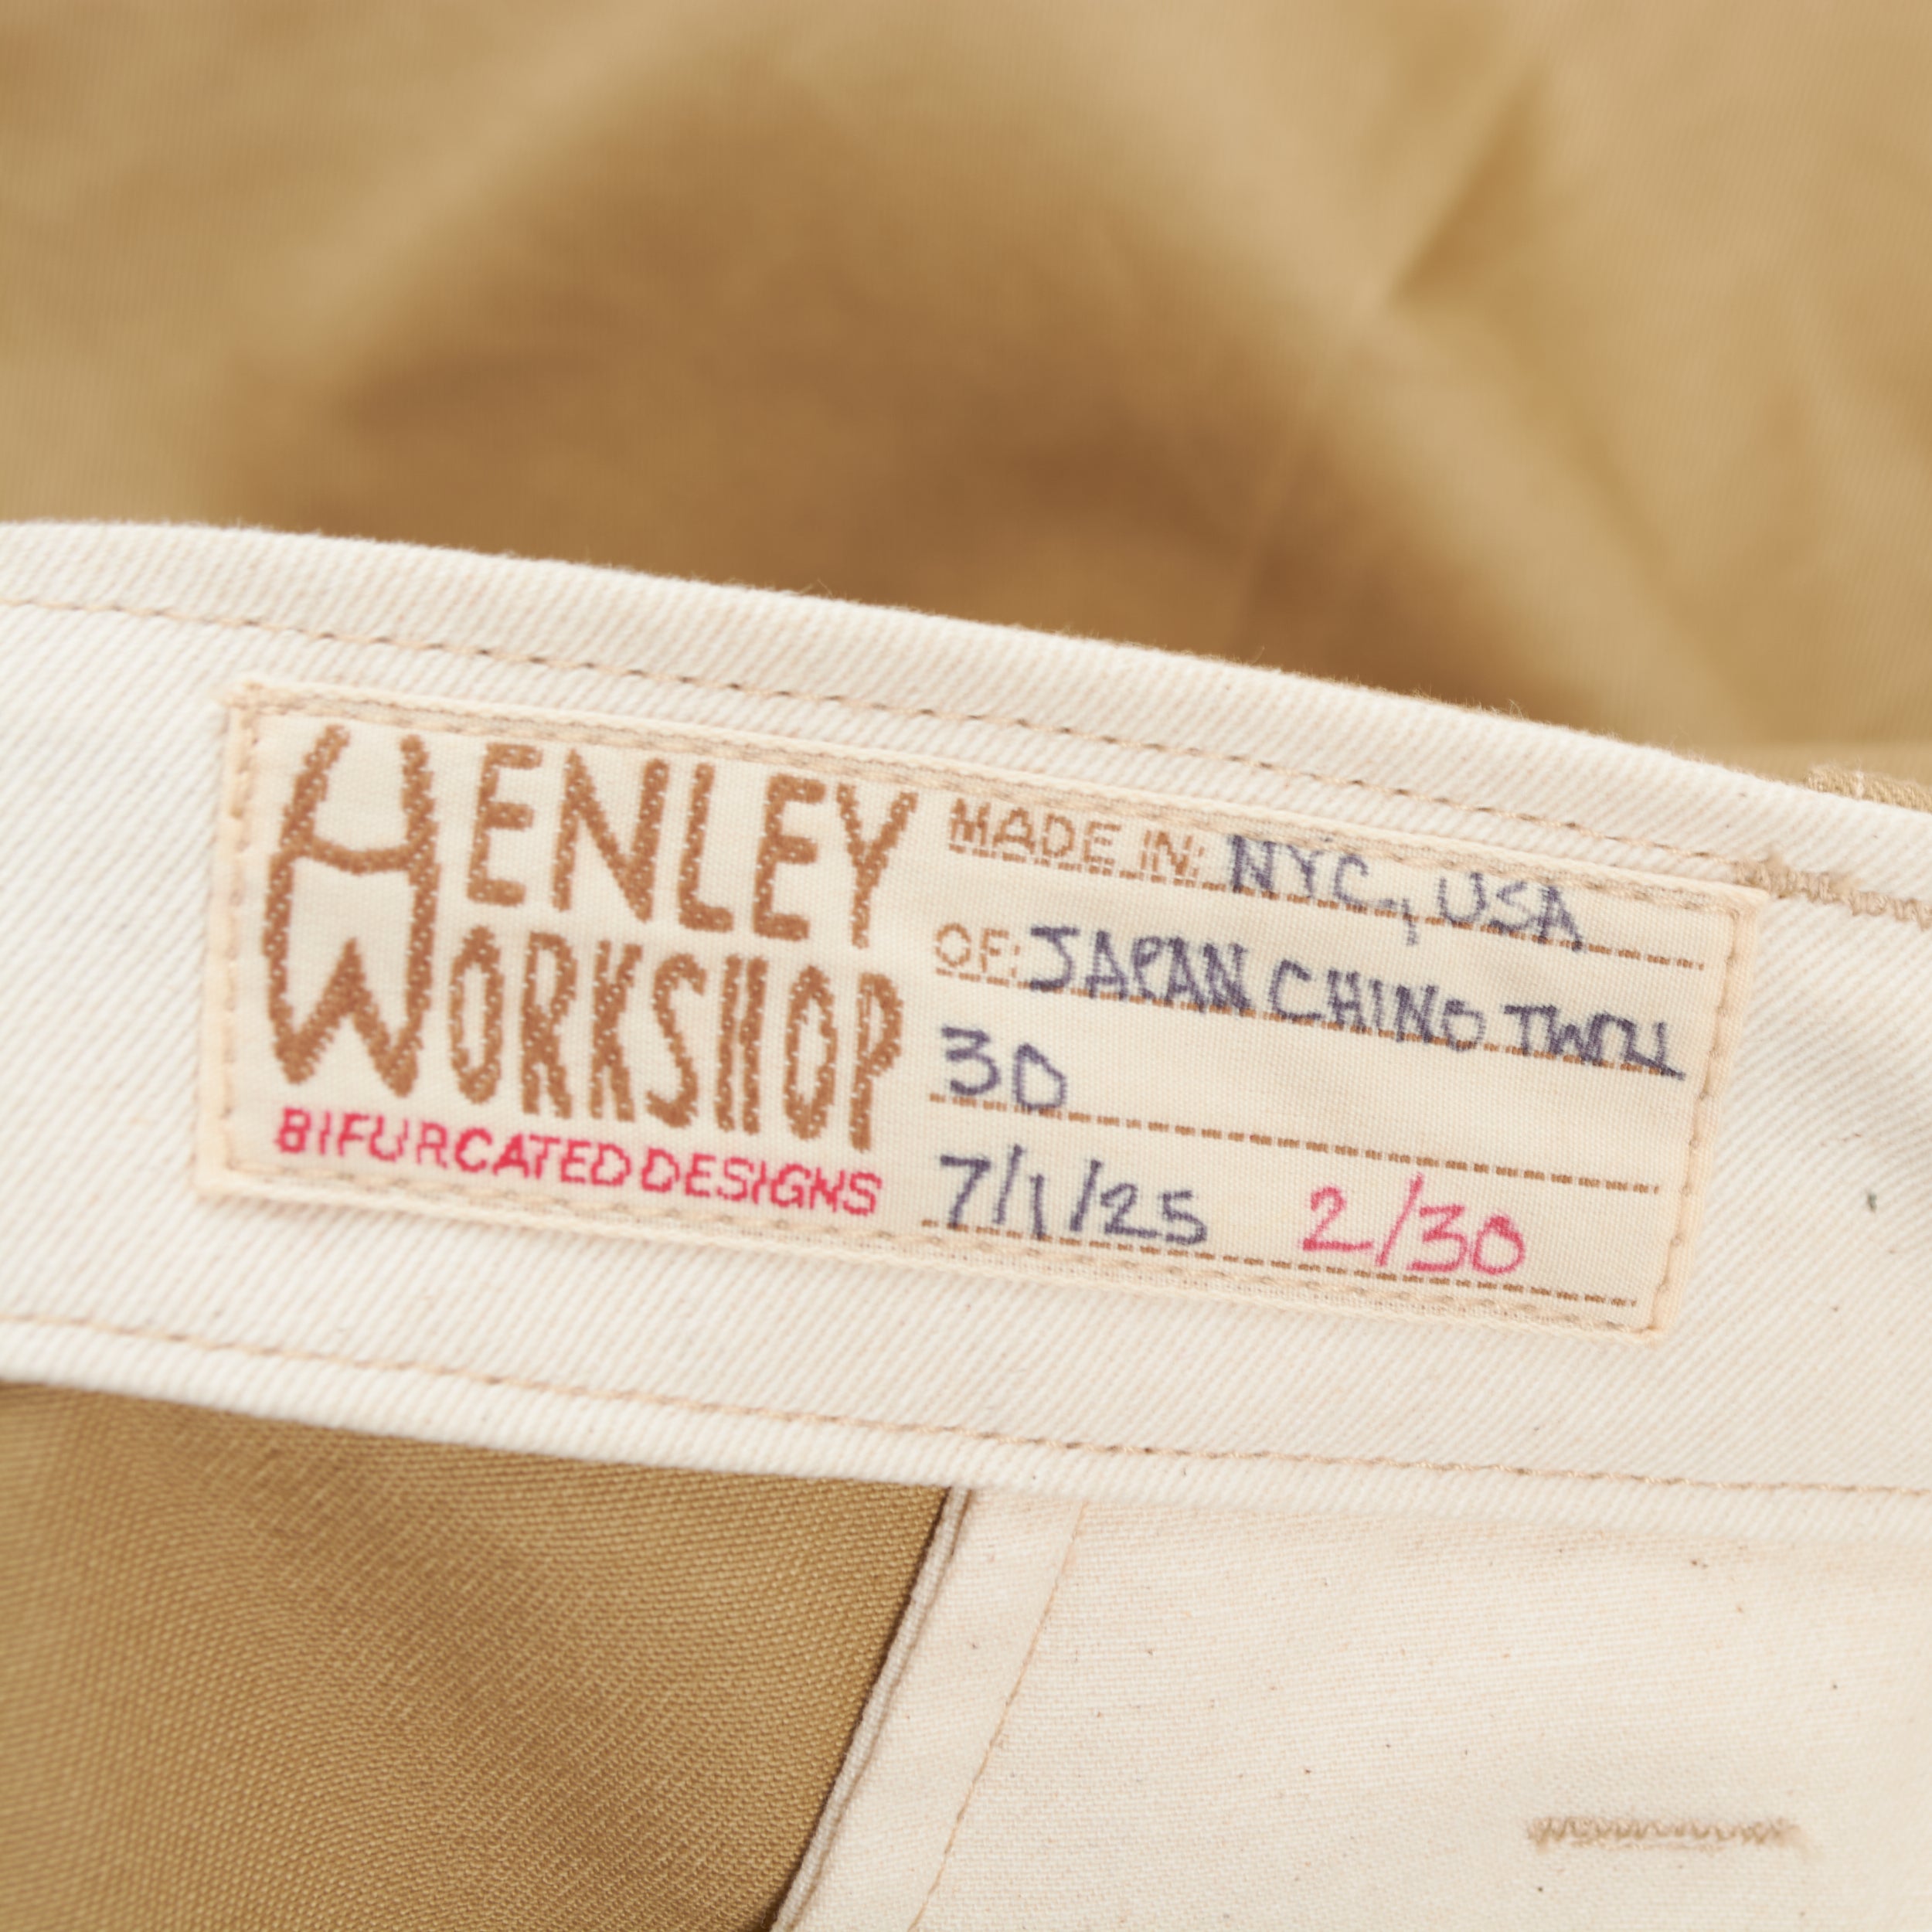 HENLEY
WORKSHOP
BIFURCATED DESIGNS
MADE IN: NYC, USA
OF: JAPAN CHINO TWILL
30
7/1/25 2/30